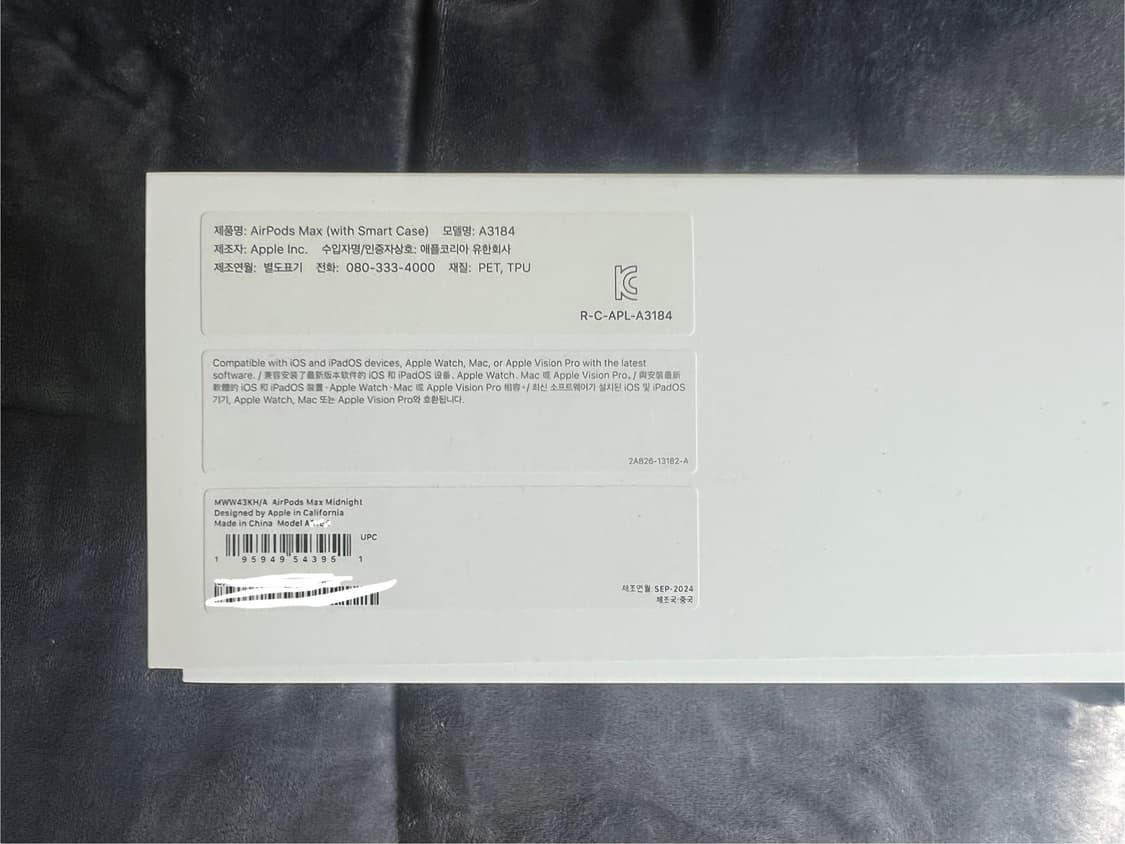 제품명: AirPods Max (with Smart Case) 모델명: A3184
제조자: Apple Inc. 수입자명/인증자상호: 애플코리아 유한회사
제조연월: 별도표기 전화: 080-333-4000 재질: PET, TPU
R-C-APL-A3184
Compatible with iOS and iPadOS devices, Apple Watch, Mac, or Apple Vision Pro with the latest
software. / 兼容安装了最新版本软件的 iOS 和 iPadOS 设备、Apple Watch、Mac 或 Apple Vision Pro。/ 與安裝最新
軟體的 iOS 和 iPadOS 裝置、Apple Watch、Mac 或 Apple Vision Pro 相容。/ 최신 소프트웨어가 설치된 iOS 및 iPadOS
기기, Apple Watch, Mac 또는 Apple Vision Pro와 호환됩니다.
2A826-13182-A
MWW43KH/A AirPods Max Midnight
Designed by Apple in California
Made in China Model
UPC
1 95949 54395 1
제조연월:SEP-2024
제조국:중국